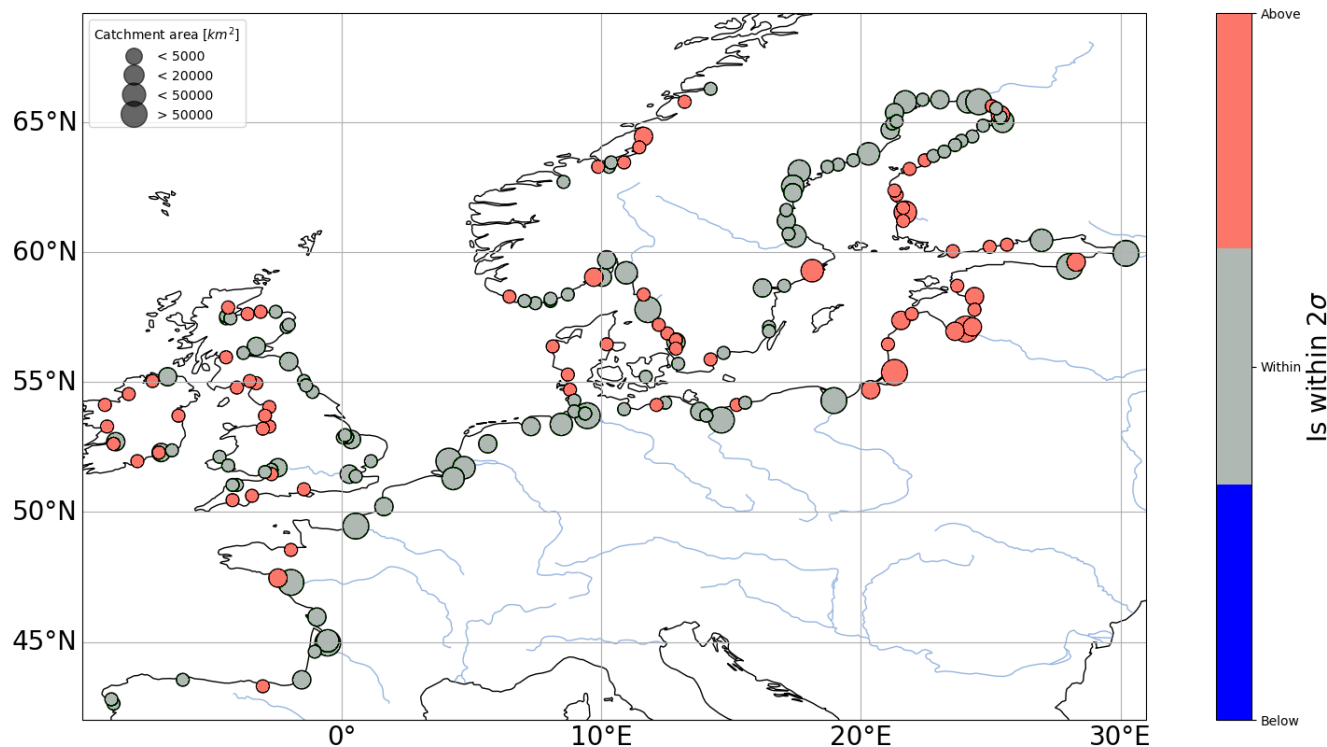 Catchment area [km²]
< 5000
< 20000
< 50000
> 50000
65°N
60°N
55°N
50°N
45°N
0°
10°E
20°E
30°E
Above
Within
Below
Is within 2σ